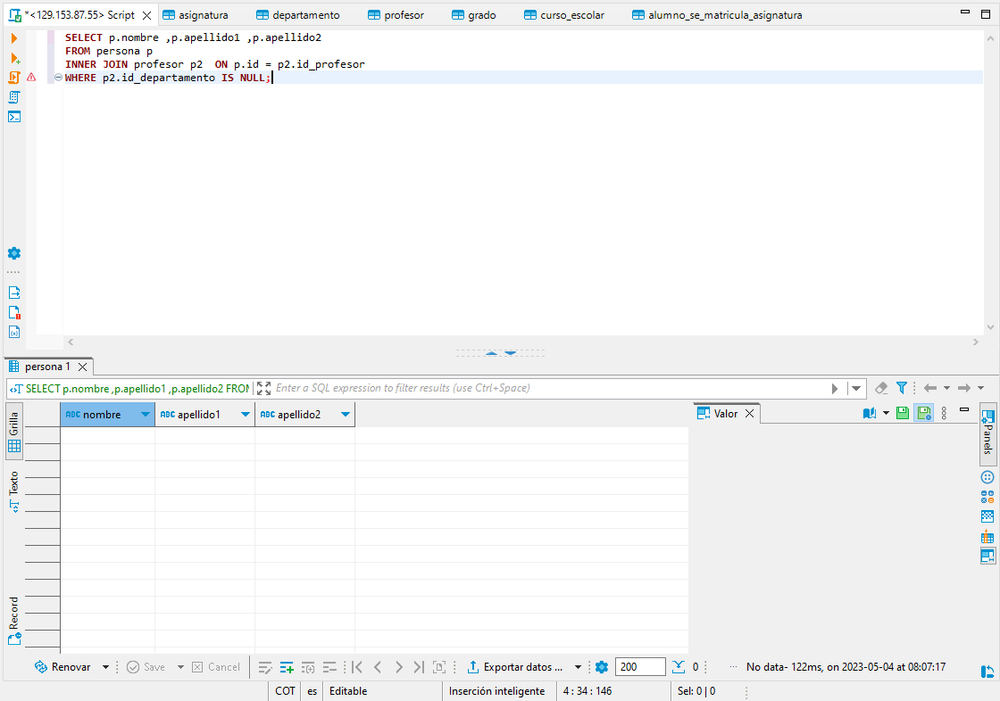 *<129.153.87.55> Script
asignatura
departamento
profesor
grado
curso_escolar
alumno_se_matricula_asignatura
SELECT p.nombre ,p.apellido1 ,p.apellido2
FROM persona p
INNER JOIN profesor p2  ON p.id = p2.id_profesor
WHERE p2.id_departamento IS NULL;
persona 1
SELECT p.nombre ,p.apellido1 ,p.apellido2 FROM
Enter a SQL expression to filter results (use Ctrl+Space)
Grilla
Texto
Record
ABC nombre
ABC apellido1
ABC apellido2
Valor
Panels
Renovar
Save
Cancel
Exportar datos ...
200
0
No data- 122ms, on 2023-05-04 at 08:07:17
COT
es
Editable
Inserción inteligente
4 : 34 : 146
Sel: 0 | 0